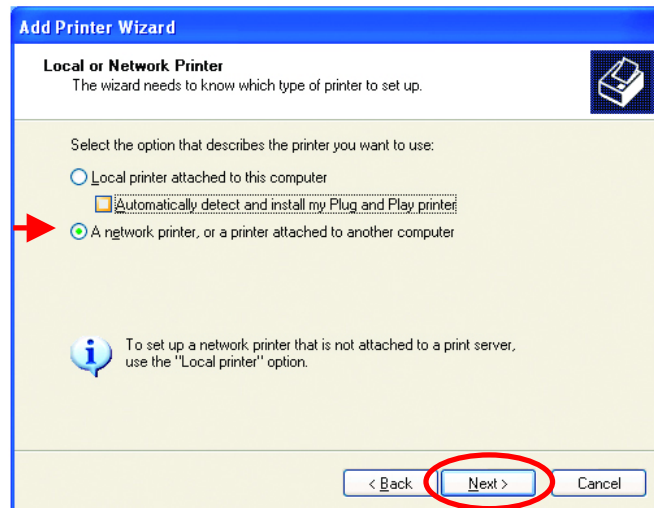 Add Printer Wizard
Local or Network Printer
The wizard needs to know which type of printer to set up.
Select the option that describes the printer you want to use:
Local printer attached to this computer
Automatically detect and install my Plug and Play printer
A network printer, or a printer attached to another computer
To set up a network printer that is not attached to a print server,
use the "Local printer" option.
< Back
Next >
Cancel